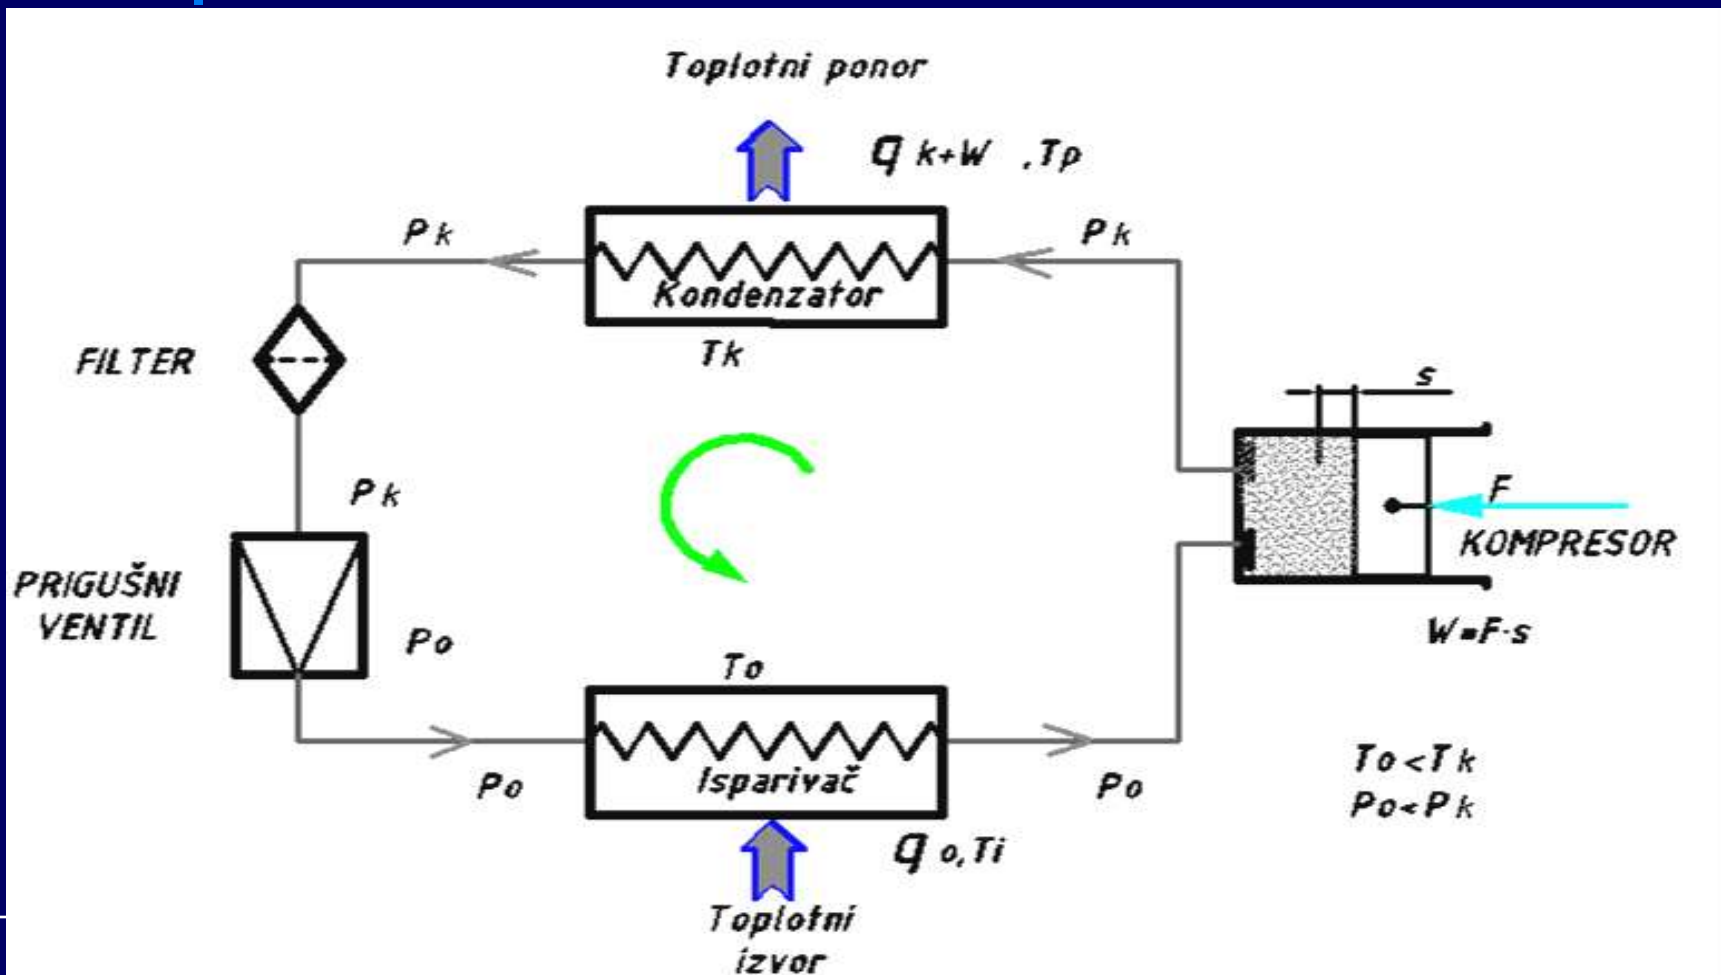 Toplotni ponor
q k+W , Tp
Pk
Pk
Kondenzator
Tk
FILTER
s
Pk
F
KOMPRESOR
PRIGUŠNI
VENTIL
W=F·s
Po
To
Isparivač
Po
Po
To<Tk
Po<Pk
q o,Ti
Toplotni
izvor